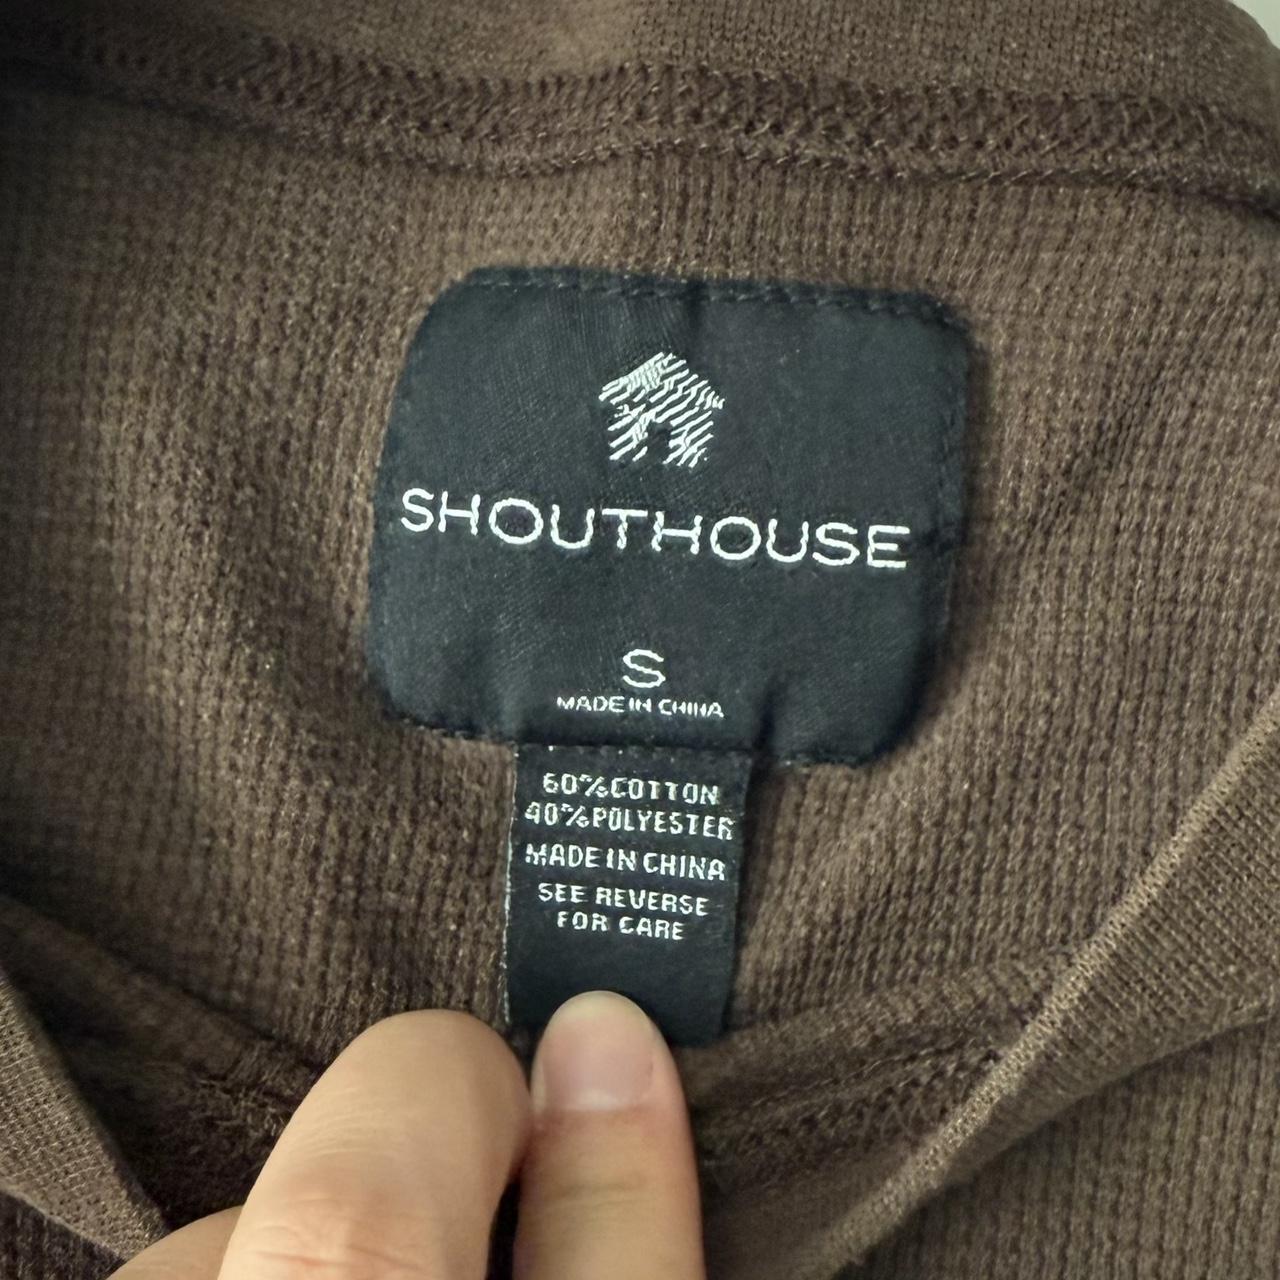 SHOUTHOUSE
S
MADE IN CHINA
60%COTTON
40%POLYESTER
MADE IN CHINA
SEE REVERSE
FOR CARE